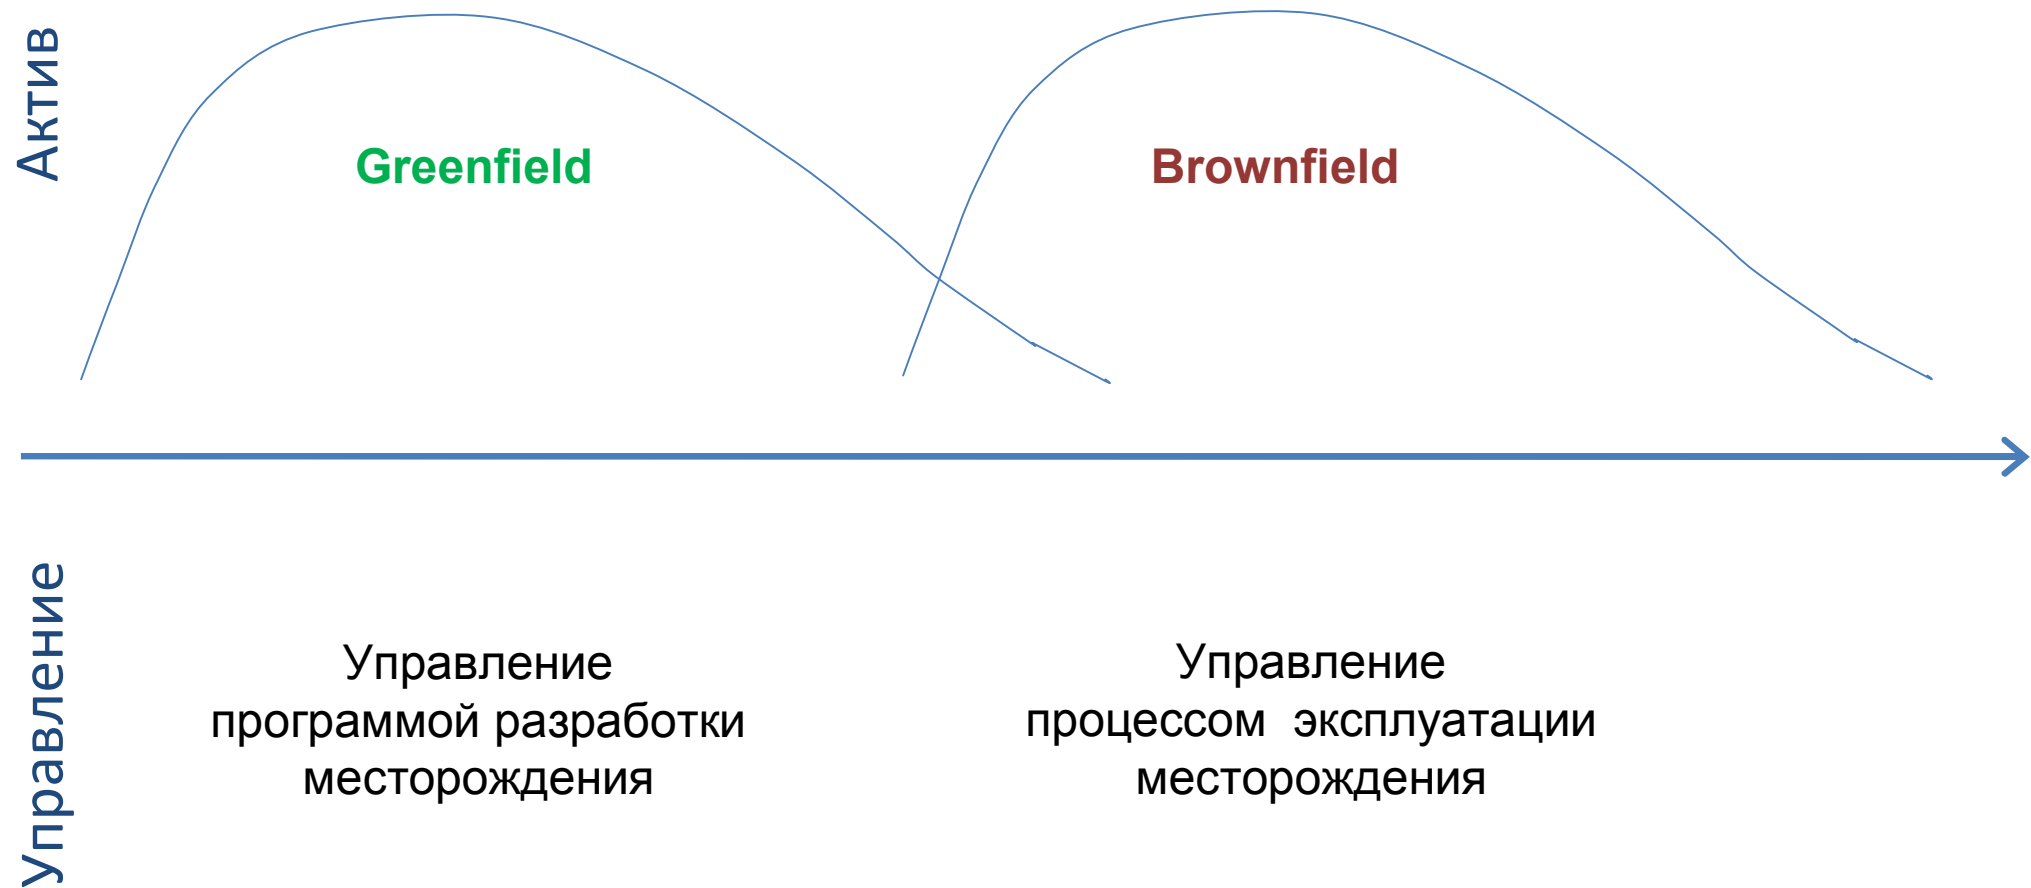 Актив
Greenfield
Brownfield
Управление
Управление
программой разработки
месторождения
Управление
процессом эксплуатации
месторождения